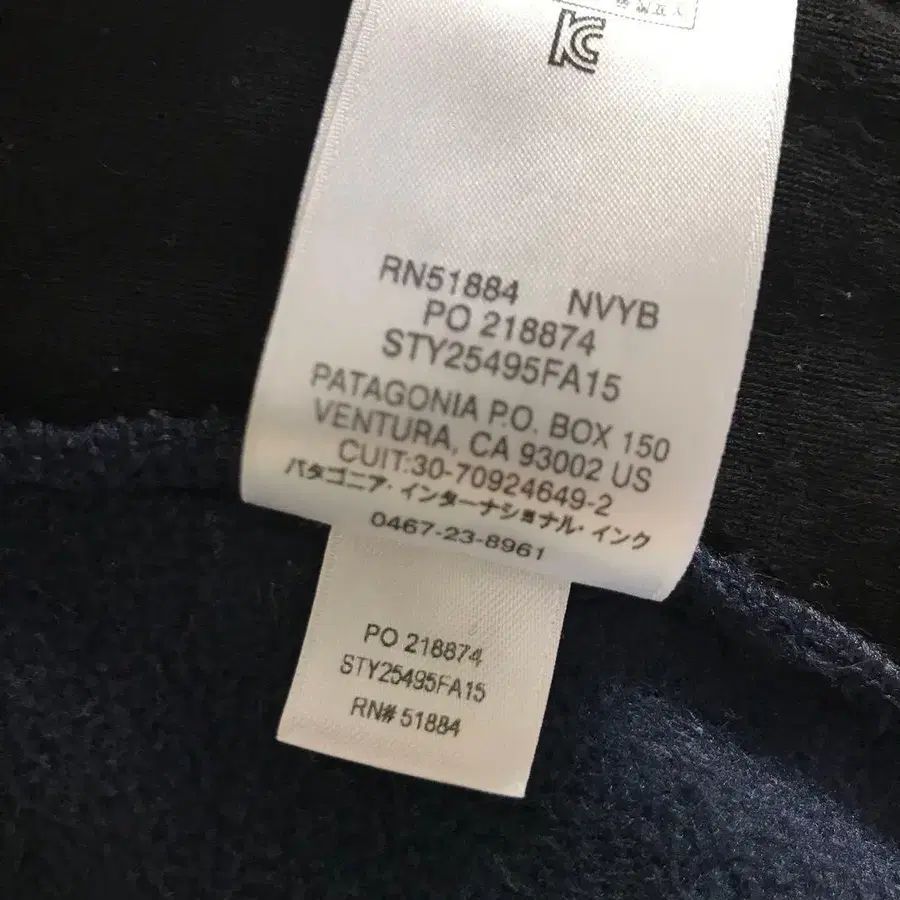 RN51884 NVYB
PO 218874
STY25495FA15
PATAGONIA P.O. BOX 150
VENTURA, CA 93002 US
CUIT:30-70924649-2
パタゴニア・インターナショナル・インク
0467-23-8961
PO 218874
STY25495FA15
RN# 51884